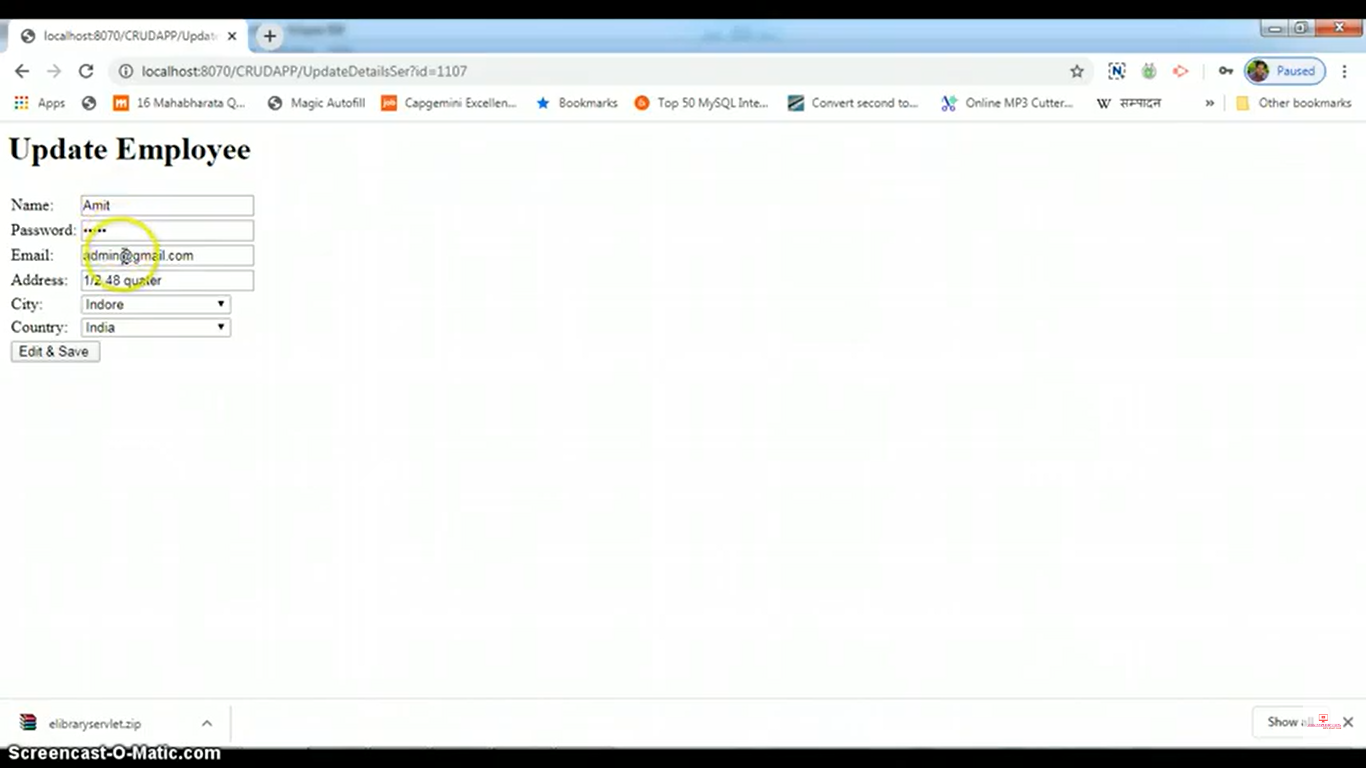 localhost:8070/CRUDAPP/Updat
localhost:8070/CRUDAPP/UpdateDetailsSer?id=1107 Paused
Apps 16 Mahabharata Q... Magic Autofill Capgemini Excellen... Bookmarks Top 50 MySQL Inte... Convert second to... Online MP3 Cutter... सम्पादन » Other bookmarks
Update Employee
Name: Amit
Password: •••••
Email: admin@gmail.com
Address: 1/2 48 quater
City: Indore
Country: India
Edit & Save
elibraryservlet.zip Show all
Screencast-O-Matic.com